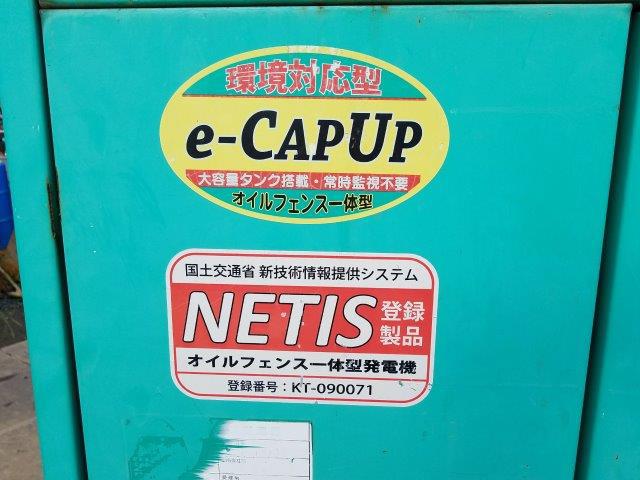 環境対応型
e-CAPUP
大容量タンク搭載・常時監視不要
オイルフェンス一体型
国土交通省 新技術情報提供システム
NETIS 登録
製品
オイルフェンス一体型発電機
登録番号：KT-090071